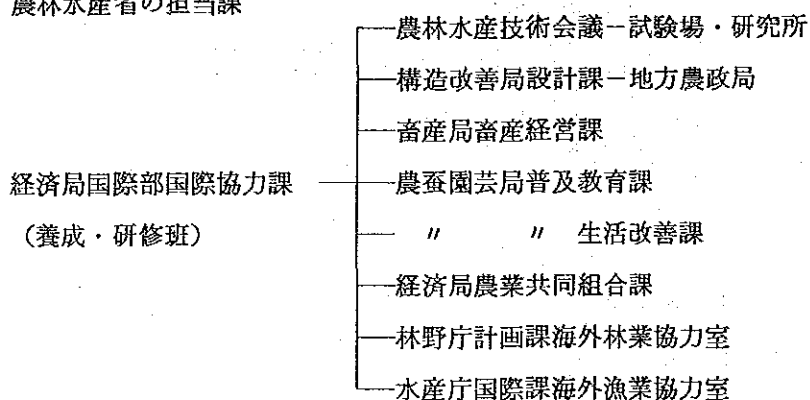 農林水産省の担当課
農林水産技術会議－試験場・研究所
構造改善局設計課－地方農政局
畜産局畜産経営課
経済局国際部国際協力課
農蚕園芸局普及教育課
（養成・研修班）
〃 〃 生活改善課
経済局農業共同組合課
林野庁計画課海外林業協力室
水産庁国際課海外漁業協力室